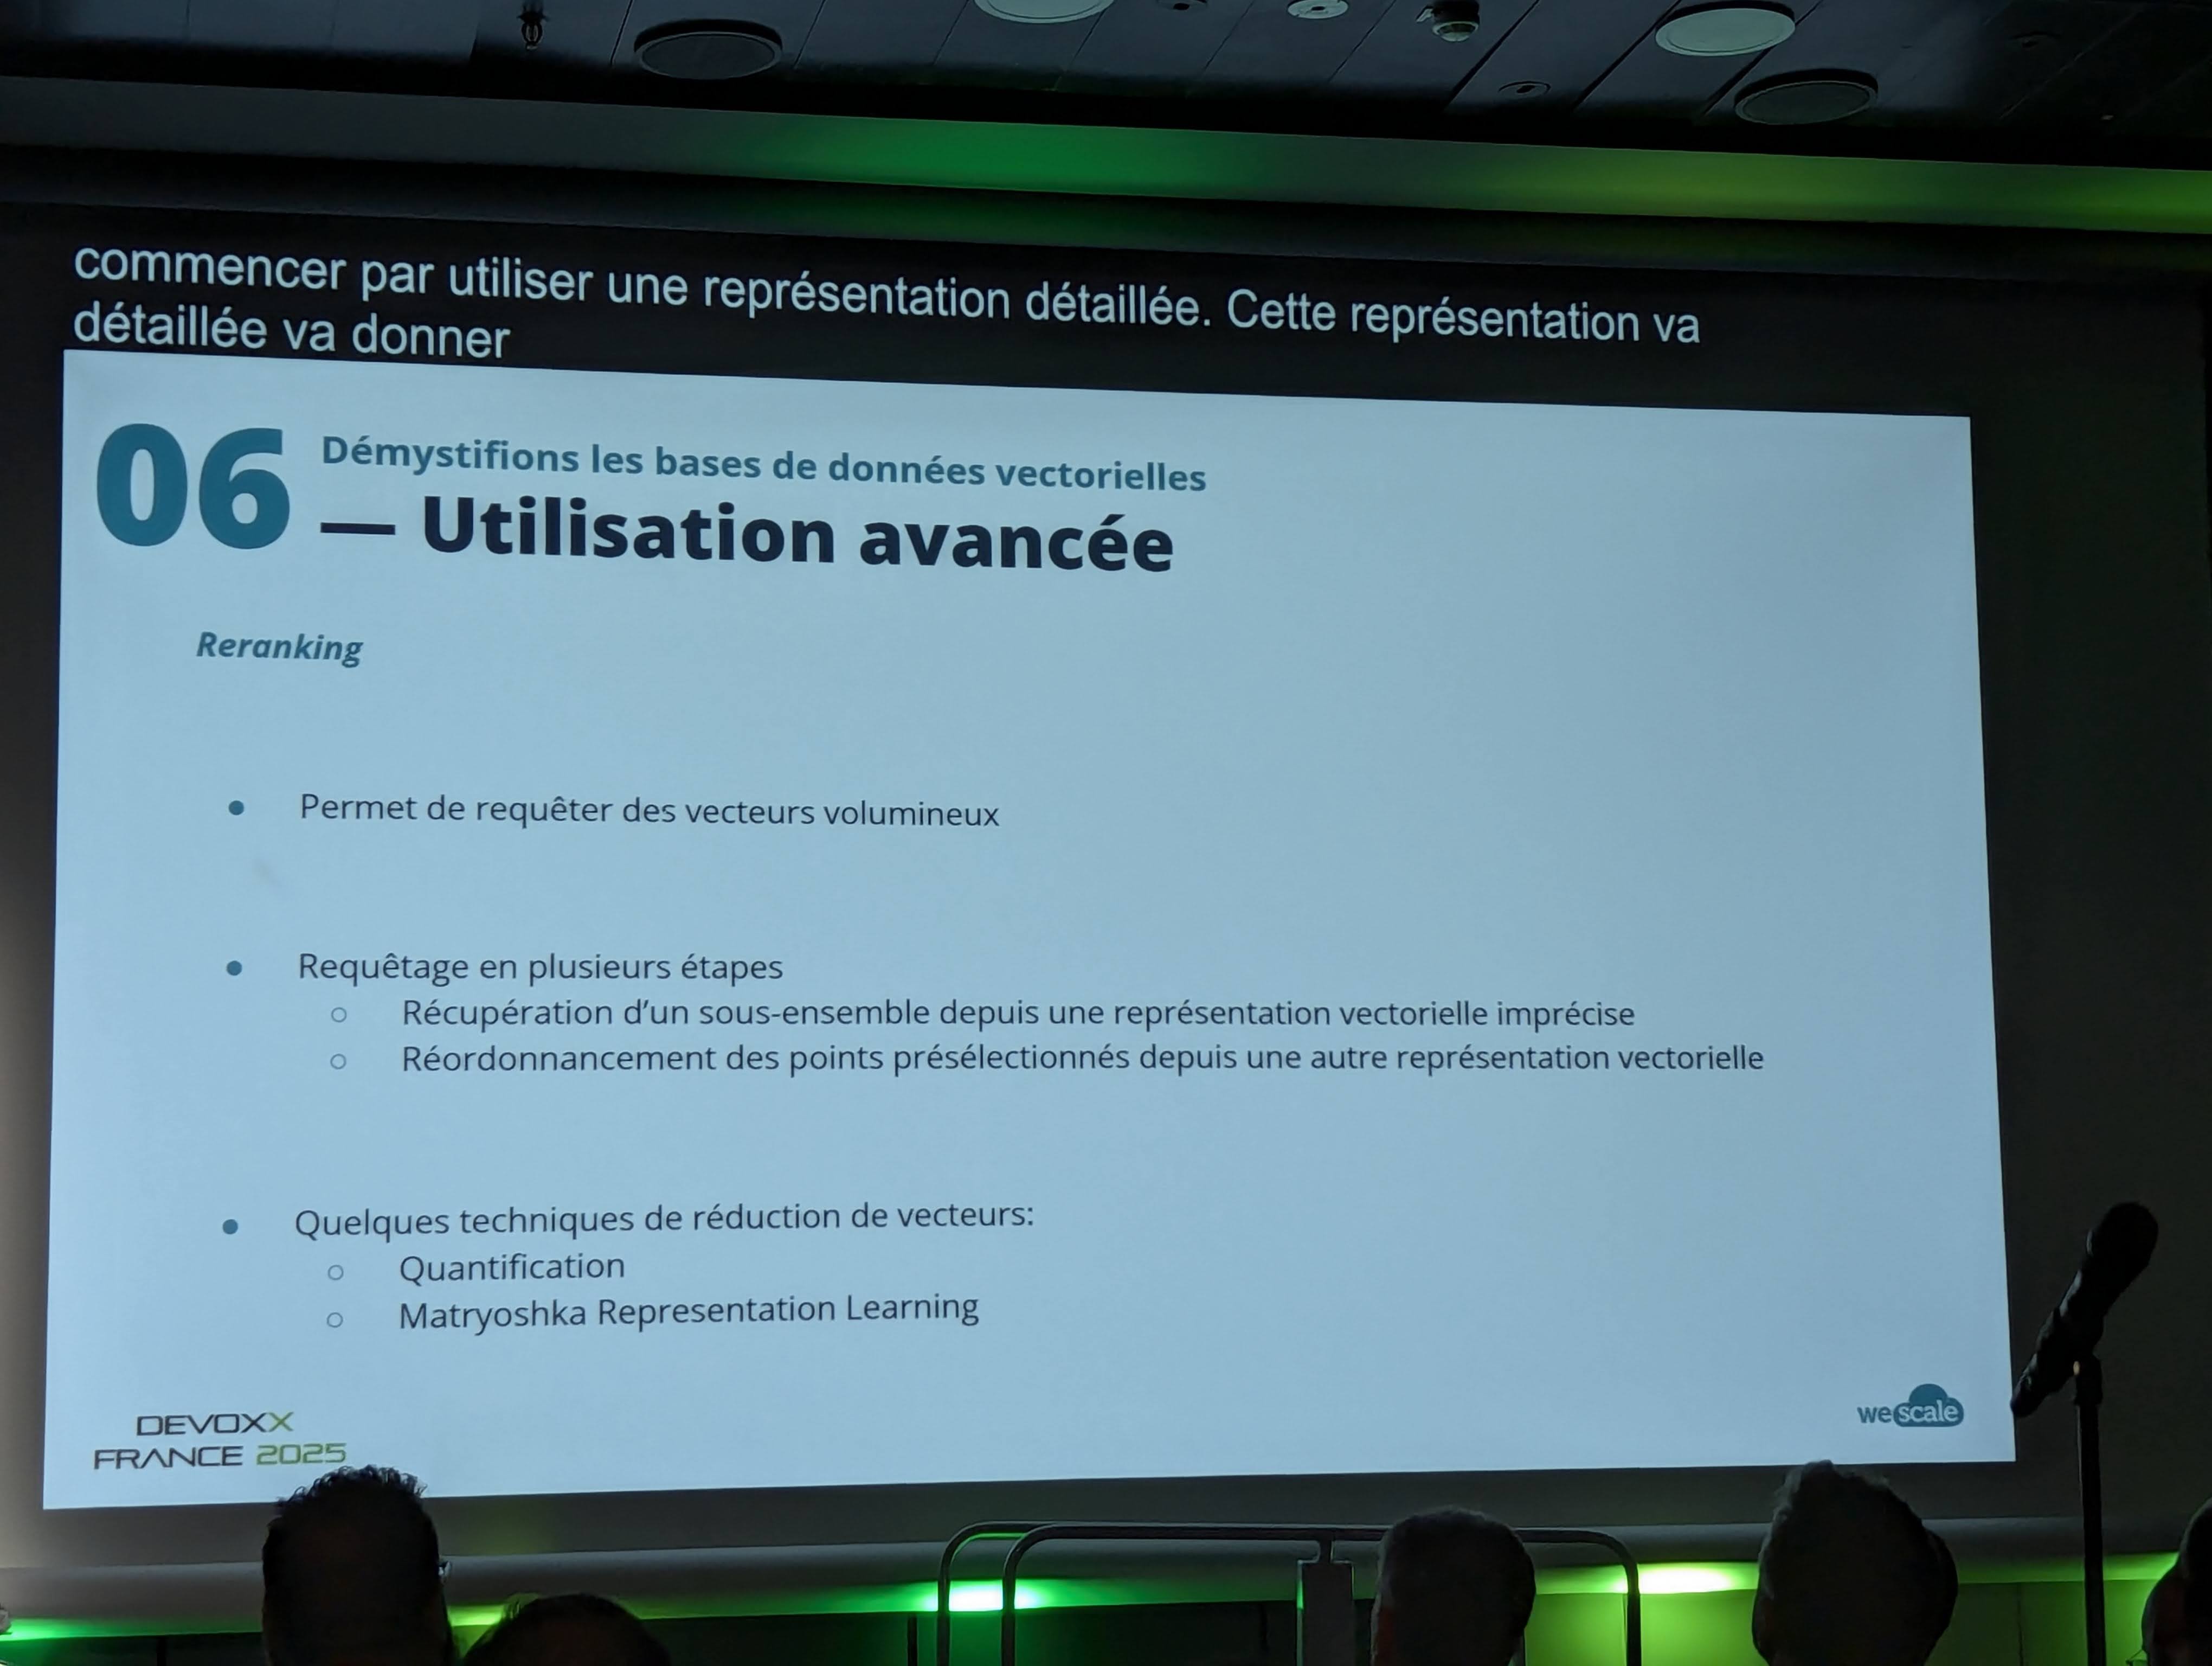 commencer par utiliser une représentation détaillée. Cette représentation va
détaillée va donner
06
Démystifions les bases de données vectorielles
— Utilisation avancée
Reranking
● Permet de requêter des vecteurs volumineux
● Requêtage en plusieurs étapes
○ Récupération d’un sous-ensemble depuis une représentation vectorielle imprécise
○ Réordonnancement des points présélectionnés depuis une autre représentation vectorielle
● Quelques techniques de réduction de vecteurs:
○ Quantification
○ Matryoshka Representation Learning
DEVOXX
FRANCE 2025
wescale